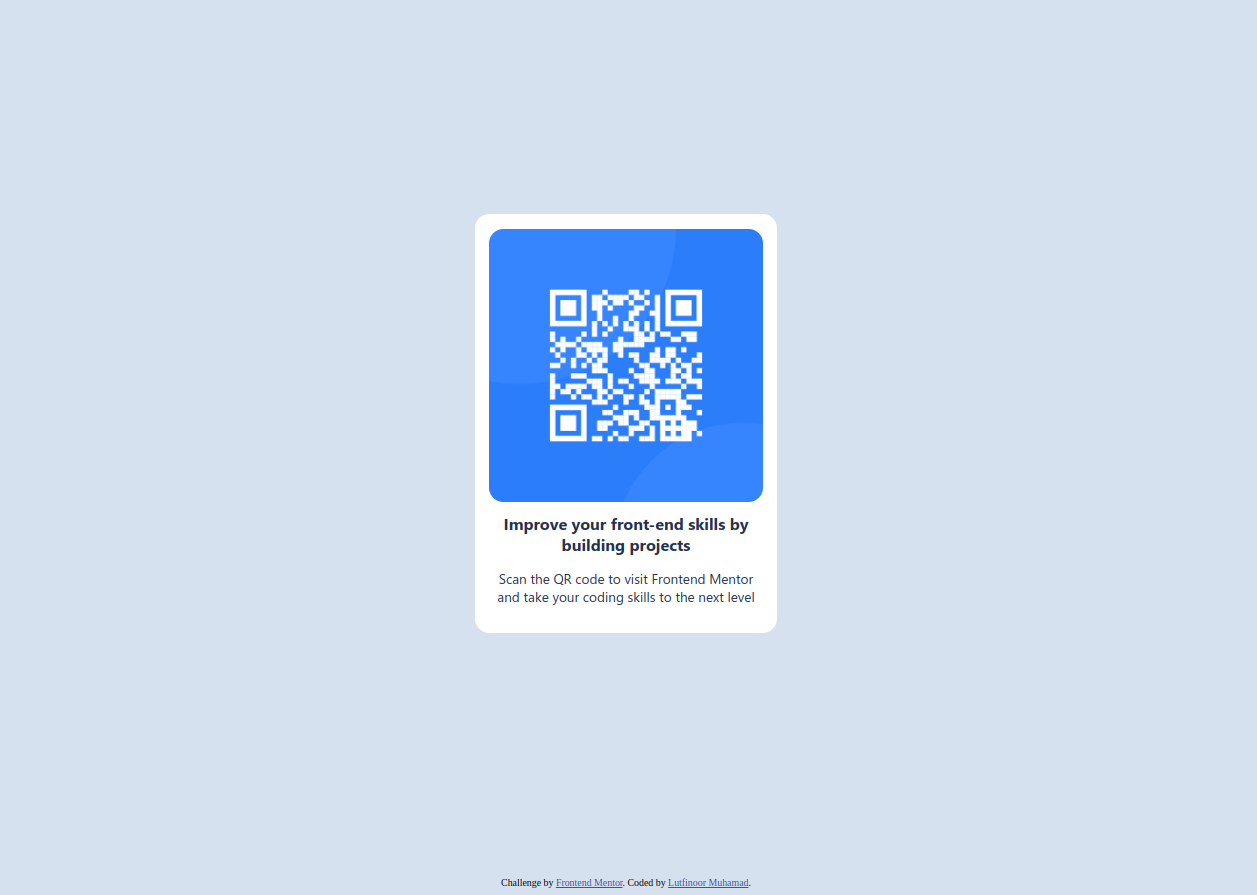 Improve your front-end skills by
building projects
Scan the QR code to visit Frontend Mentor
and take your coding skills to the next level
Challenge by Frontend Mentor. Coded by Lutfinoor Muhamad.